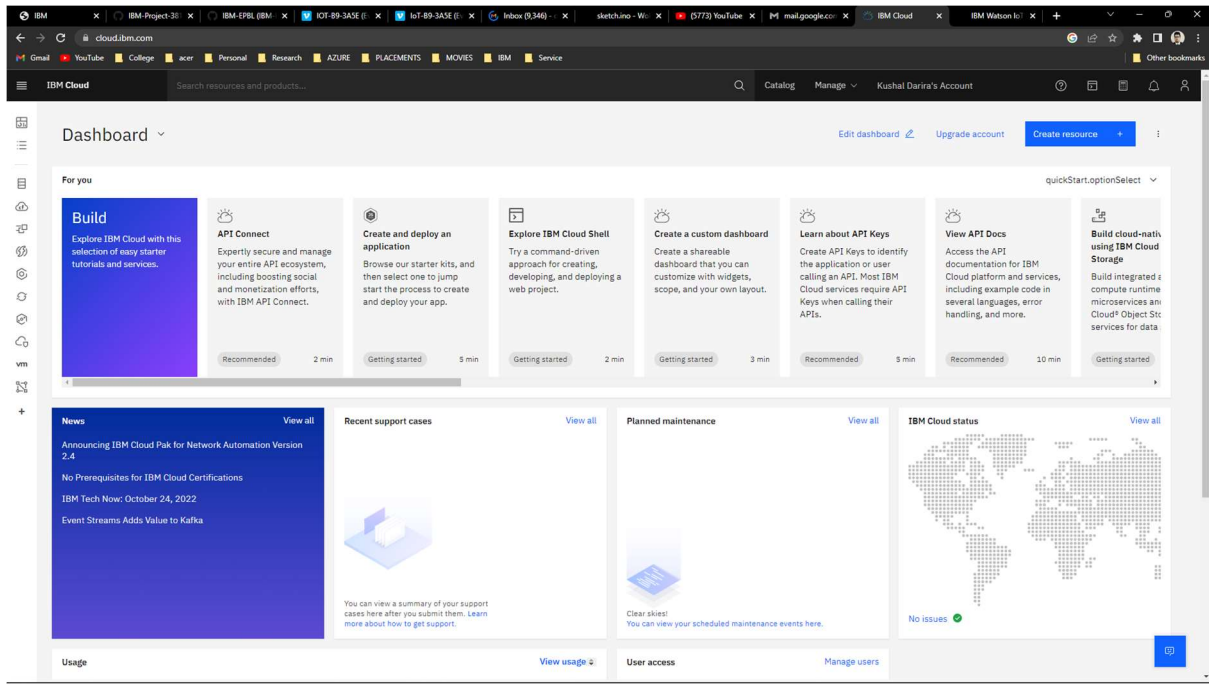 IBM
IBM-Project-381
IBM-EPBL (IBM-
IOT-B9-3A5E (E
IoT-B9-3A5E (E
Inbox (9,346) -
sketch.ino - Wo
(5773) YouTube
mail.google.con
IBM Cloud
IBM Watson IoT
cloud.ibm.com
Gmail YouTube College acer Personal Research AZURE PLACEMENTS MOVIES IBM Service Other bookmarks
IBM Cloud Search resources and products... Catalog Manage Kushal Darira's Account
Dashboard
Edit dashboard Upgrade account Create resource +
For you
quickStart.optionSelect
Build
Explore IBM Cloud with this
selection of easy starter
tutorials and services.
API Connect
Expertly secure and manage
your entire API ecosystem,
including boosting social
and monetization efforts,
with IBM API Connect.
Recommended 2 min
Create and deploy an
application
Browse our starter kits, and
then select one to jump
start the process to create
and deploy your app.
Getting started 5 min
Explore IBM Cloud Shell
Try a command-driven
approach for creating,
developing, and deploying a
web project.
Getting started 2 min
Create a custom dashboard
Create a shareable
dashboard that you can
customize with widgets,
scope, and your own layout.
Getting started 3 min
Learn about API Keys
Create API Keys to identify
the application or user
calling an API. Most IBM
Cloud services require API
Keys when calling their
APIs.
Recommended 5 min
View API Docs
Access the API
documentation for IBM
Cloud platform and services,
including example code in
several languages, error
handling, and more.
Recommended 10 min
Build cloud-nativ
using IBM Cloud
Storage
Build integrated a
compute runtime
microservices and
Cloud® Object Sto
services for data
Getting started
vm
News View all
Announcing IBM Cloud Pak for Network Automation Version
2.4
No Prerequisites for IBM Cloud Certifications
IBM Tech Now: October 24, 2022
Event Streams Adds Value to Kafka
Recent support cases View all
You can view a summary of your support
cases here after you submit them. Learn
more about how to get support.
Planned maintenance View all
Clear skies!
You can view your scheduled maintenance events here.
IBM Cloud status View all
No issues
Usage View usage
User access Manage users